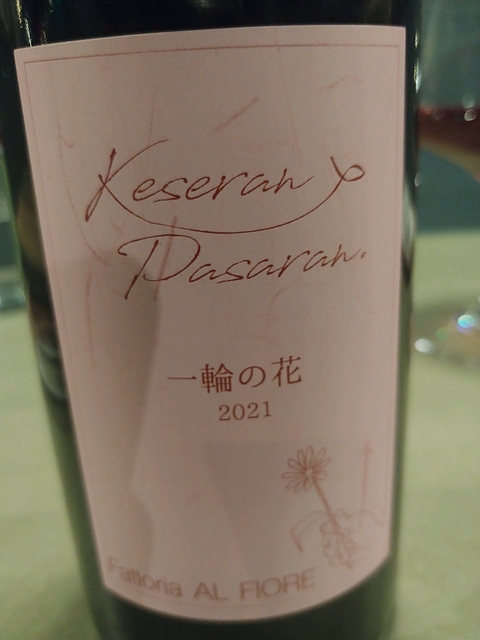 Keseran
Pasaran.
一輪の花
2021
Fattoria AL FIORE